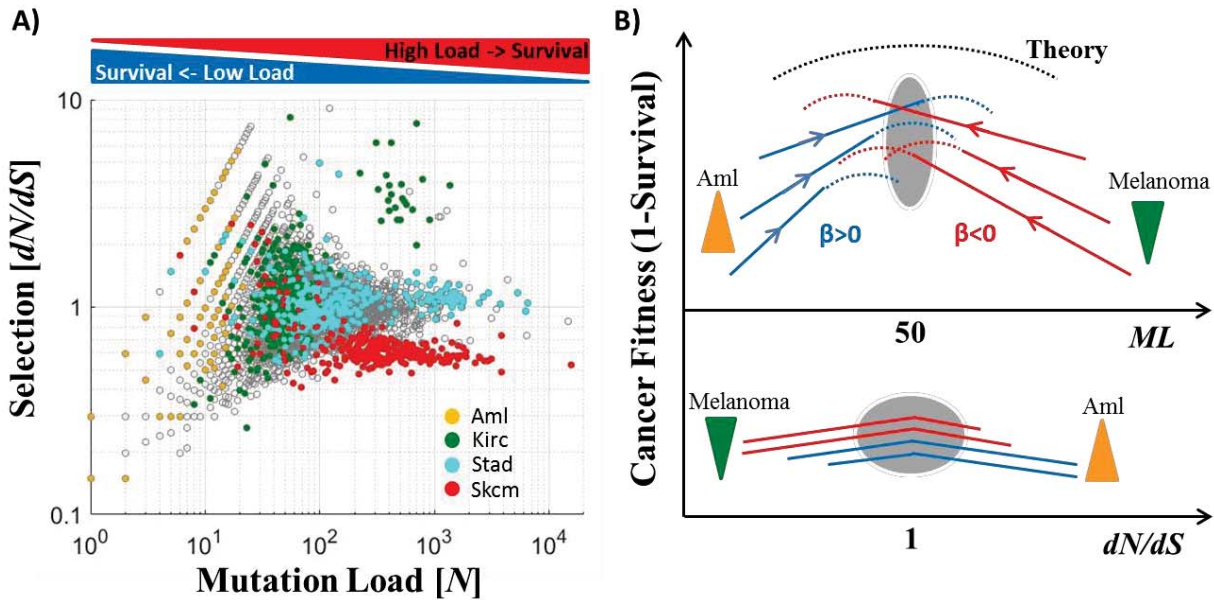 A)
High Load -> Survival
Survival <- Low Load
Selection [dN/dS]
10
1
0.1
Aml
Kirc
Stad
Skcm
10^0
10^1
10^2
10^3
10^4
Mutation Load [N]
B)
Cancer Fitness (1-Survival)
Theory
Aml
Melanoma
β>0
β<0
50
ML
Melanoma
Aml
1
dN/dS